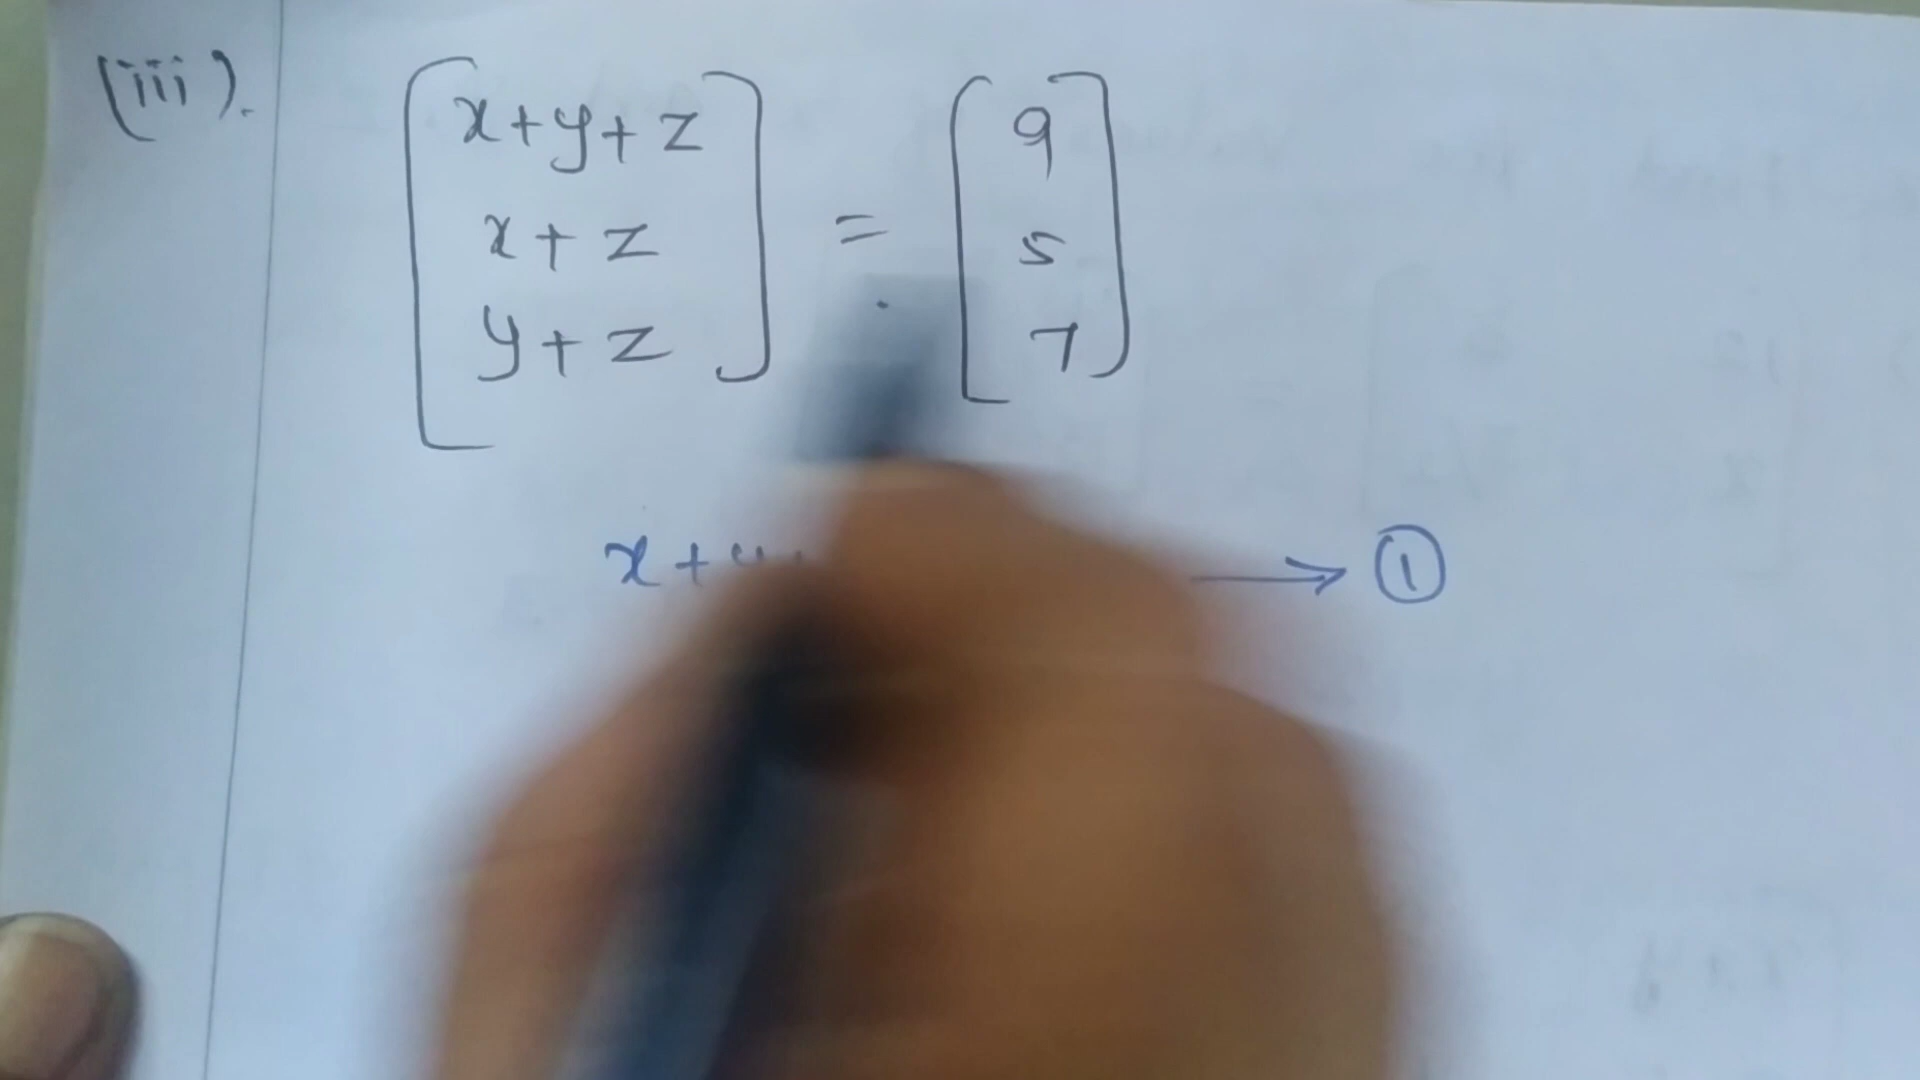 (iii). x+y+z 9
x+z = 5
y+z 7
x+y+ → ①